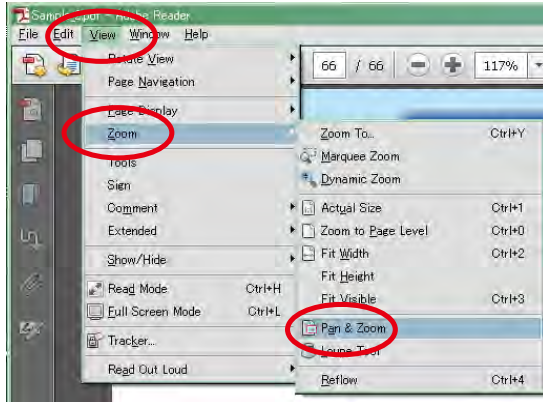 Adobe Reader
File Edit View Window Help
Rotate View
Page Navigation
66 / 66 117%
Page Display
Zoom
Tools
Sign
Comment
Extended
Show/Hide
Read Mode Ctrl+H
Full Screen Mode Ctrl+L
Tracker...
Read Out Loud
Zoom To... Ctrl+Y
Marquee Zoom
Dynamic Zoom
Actual Size Ctrl+1
Zoom to Page Level Ctrl+0
Fit Width Ctrl+2
Fit Height
Fit Visible Ctrl+3
Pan & Zoom
Loupe Tool
Reflow Ctrl+4